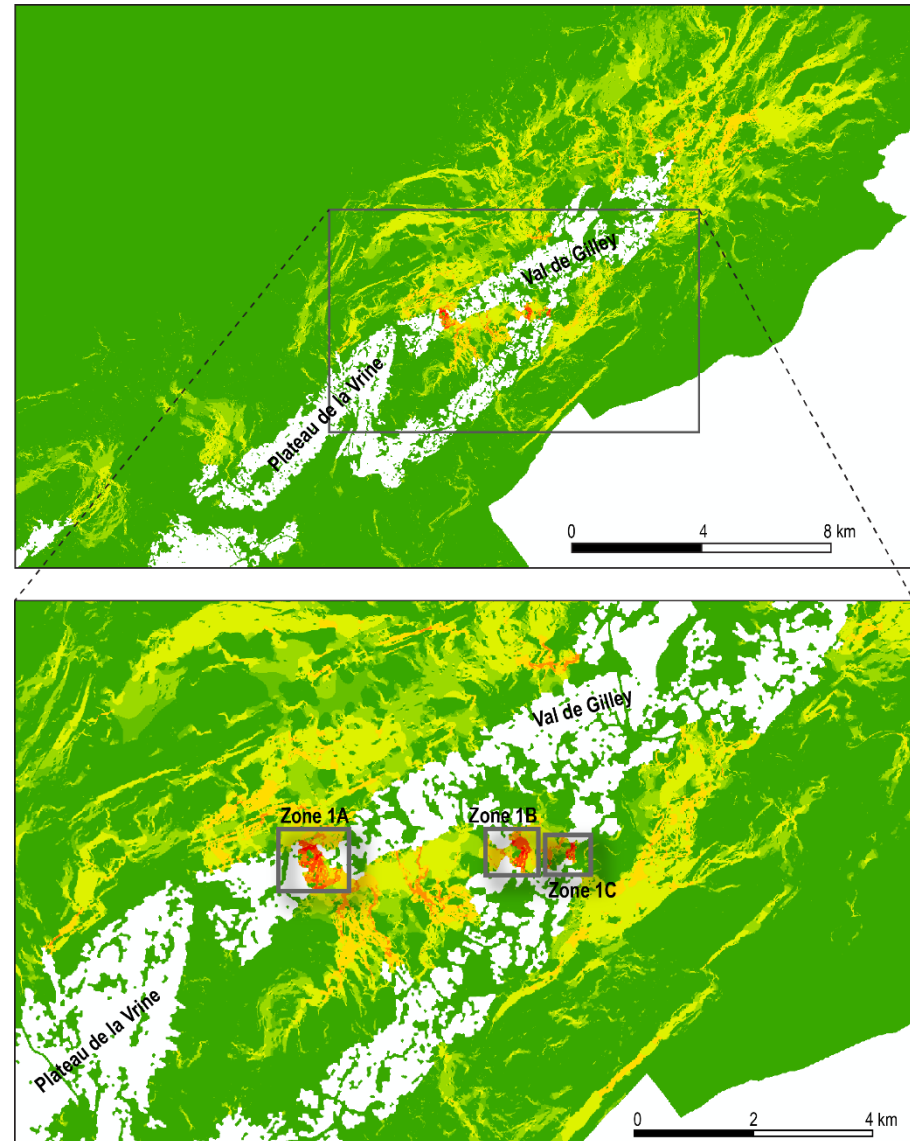 Val de Gilley
Plateau de la Vrine
0 4 8 km
Val de Gilley
Zone 1A
Zone 1B
Zone 1C
Plateau de la Vrine
0 2 4 km